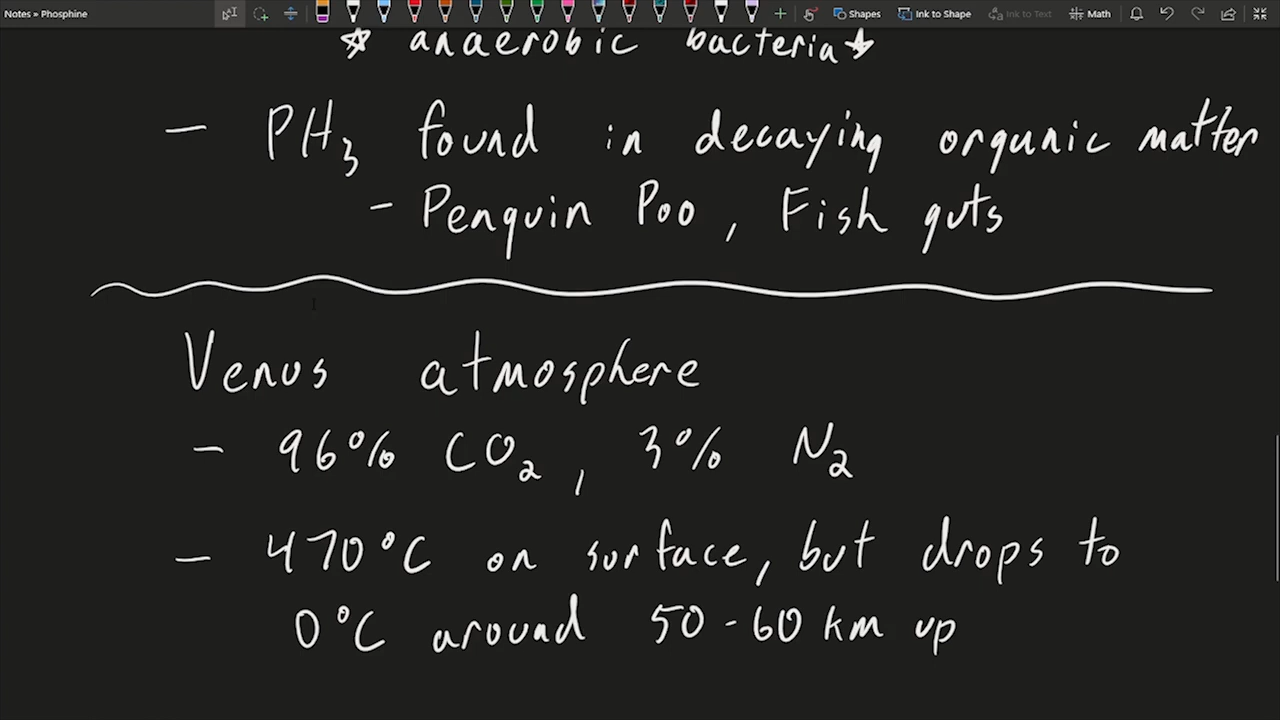 Notes » Phosphine
Shapes
Ink to Shape
Ink to Text
Math
☆ anaerobic bacteria ☆
- PH₃ found in decaying organic matter
- Penguin Poo, Fish guts
Venus atmosphere
- 96% CO₂, 3% N₂
- 470°C on surface, but drops to
0°C around 50-60 km up